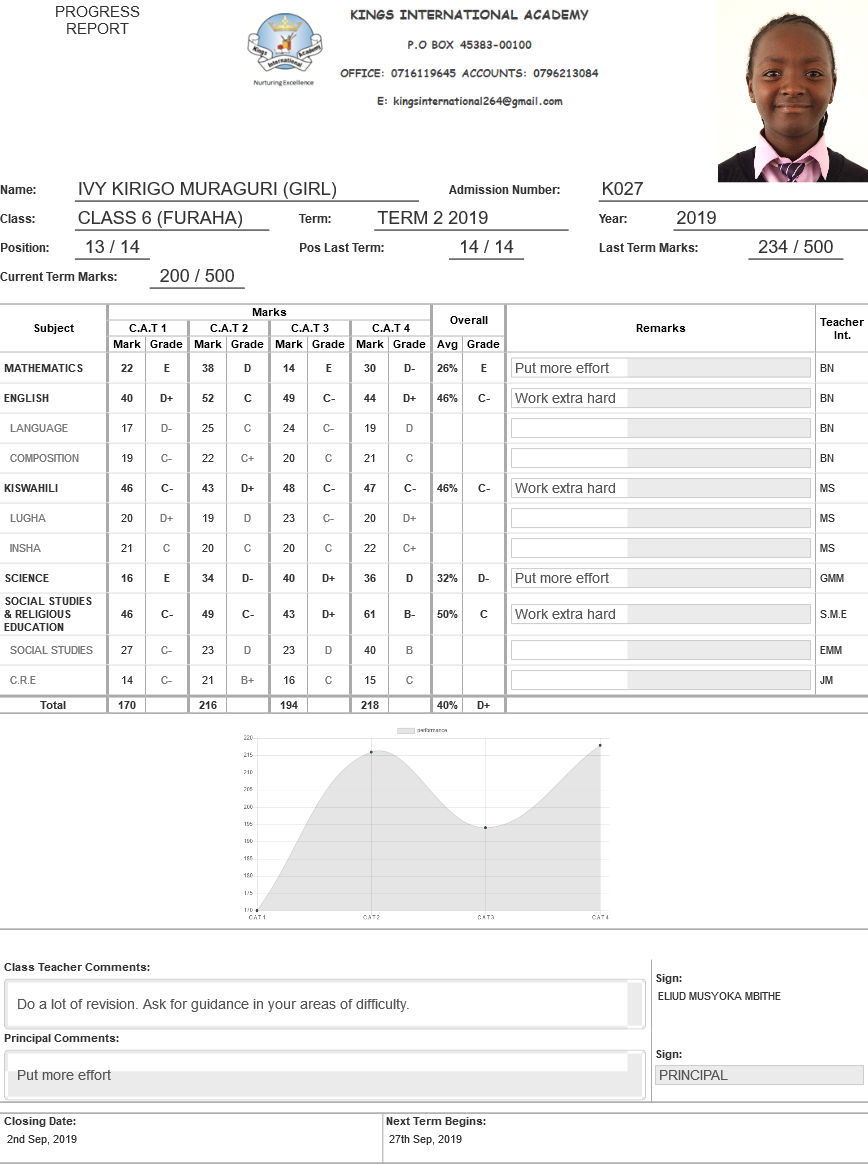 PROGRESS
REPORT
KINGS INTERNATIONAL ACADEMY
P.O BOX 45383-00100
OFFICE: 0716119645 ACCOUNTS: 0796213084
E: kingsinternational264@gmail.com
Kings Academy
International
Nurturing Excellence
Name: IVY KIRIGO MURAGURI (GIRL) Admission Number: K027
Class: CLASS 6 (FURAHA) Term: TERM 2 2019 Year: 2019
Position: 13 / 14 Pos Last Term: 14 / 14 Last Term Marks: 234 / 500
Current Term Marks: 200 / 500
Subject Marks Overall Remarks Teacher Int.
C.A.T 1 C.A.T 2 C.A.T 3 C.A.T 4
Mark Grade Mark Grade Mark Grade Mark Grade Avg Grade
MATHEMATICS 22 E 38 D 14 E 30 D- 26% E Put more effort BN
ENGLISH 40 D+ 52 C 49 C- 44 D+ 46% C- Work extra hard BN
LANGUAGE 17 D- 25 C 24 C- 19 D BN
COMPOSITION 19 C- 22 C+ 20 C 21 C BN
KISWAHILI 46 C- 43 D+ 48 C- 47 C- 46% C- Work extra hard MS
LUGHA 20 D+ 19 D 23 C- 20 D+ MS
INSHA 21 C 20 C 20 C 22 C+ MS
SCIENCE 16 E 34 D- 40 D+ 36 D 32% D- Put more effort GMM
SOCIAL STUDIES
& RELIGIOUS
EDUCATION 46 C- 49 C- 43 D+ 61 B- 50% C Work extra hard S.M.E
SOCIAL STUDIES 27 C- 23 D 23 D 40 B EMM
C.R.E 14 C- 21 B+ 16 C 15 C JM
Total 170 216 194 218 40% D+
performance
220
215
210
205
200
195
190
185
180
175
170
C.A.T 1 C.A.T 2 C.A.T 3 C.A.T 4
Class Teacher Comments:
Do a lot of revision. Ask for guidance in your areas of difficulty.
Sign:
ELIUD MUSYOKA MBITHE
Principal Comments:
Put more effort
Sign:
PRINCIPAL
Closing Date: Next Term Begins:
2nd Sep, 2019 27th Sep, 2019